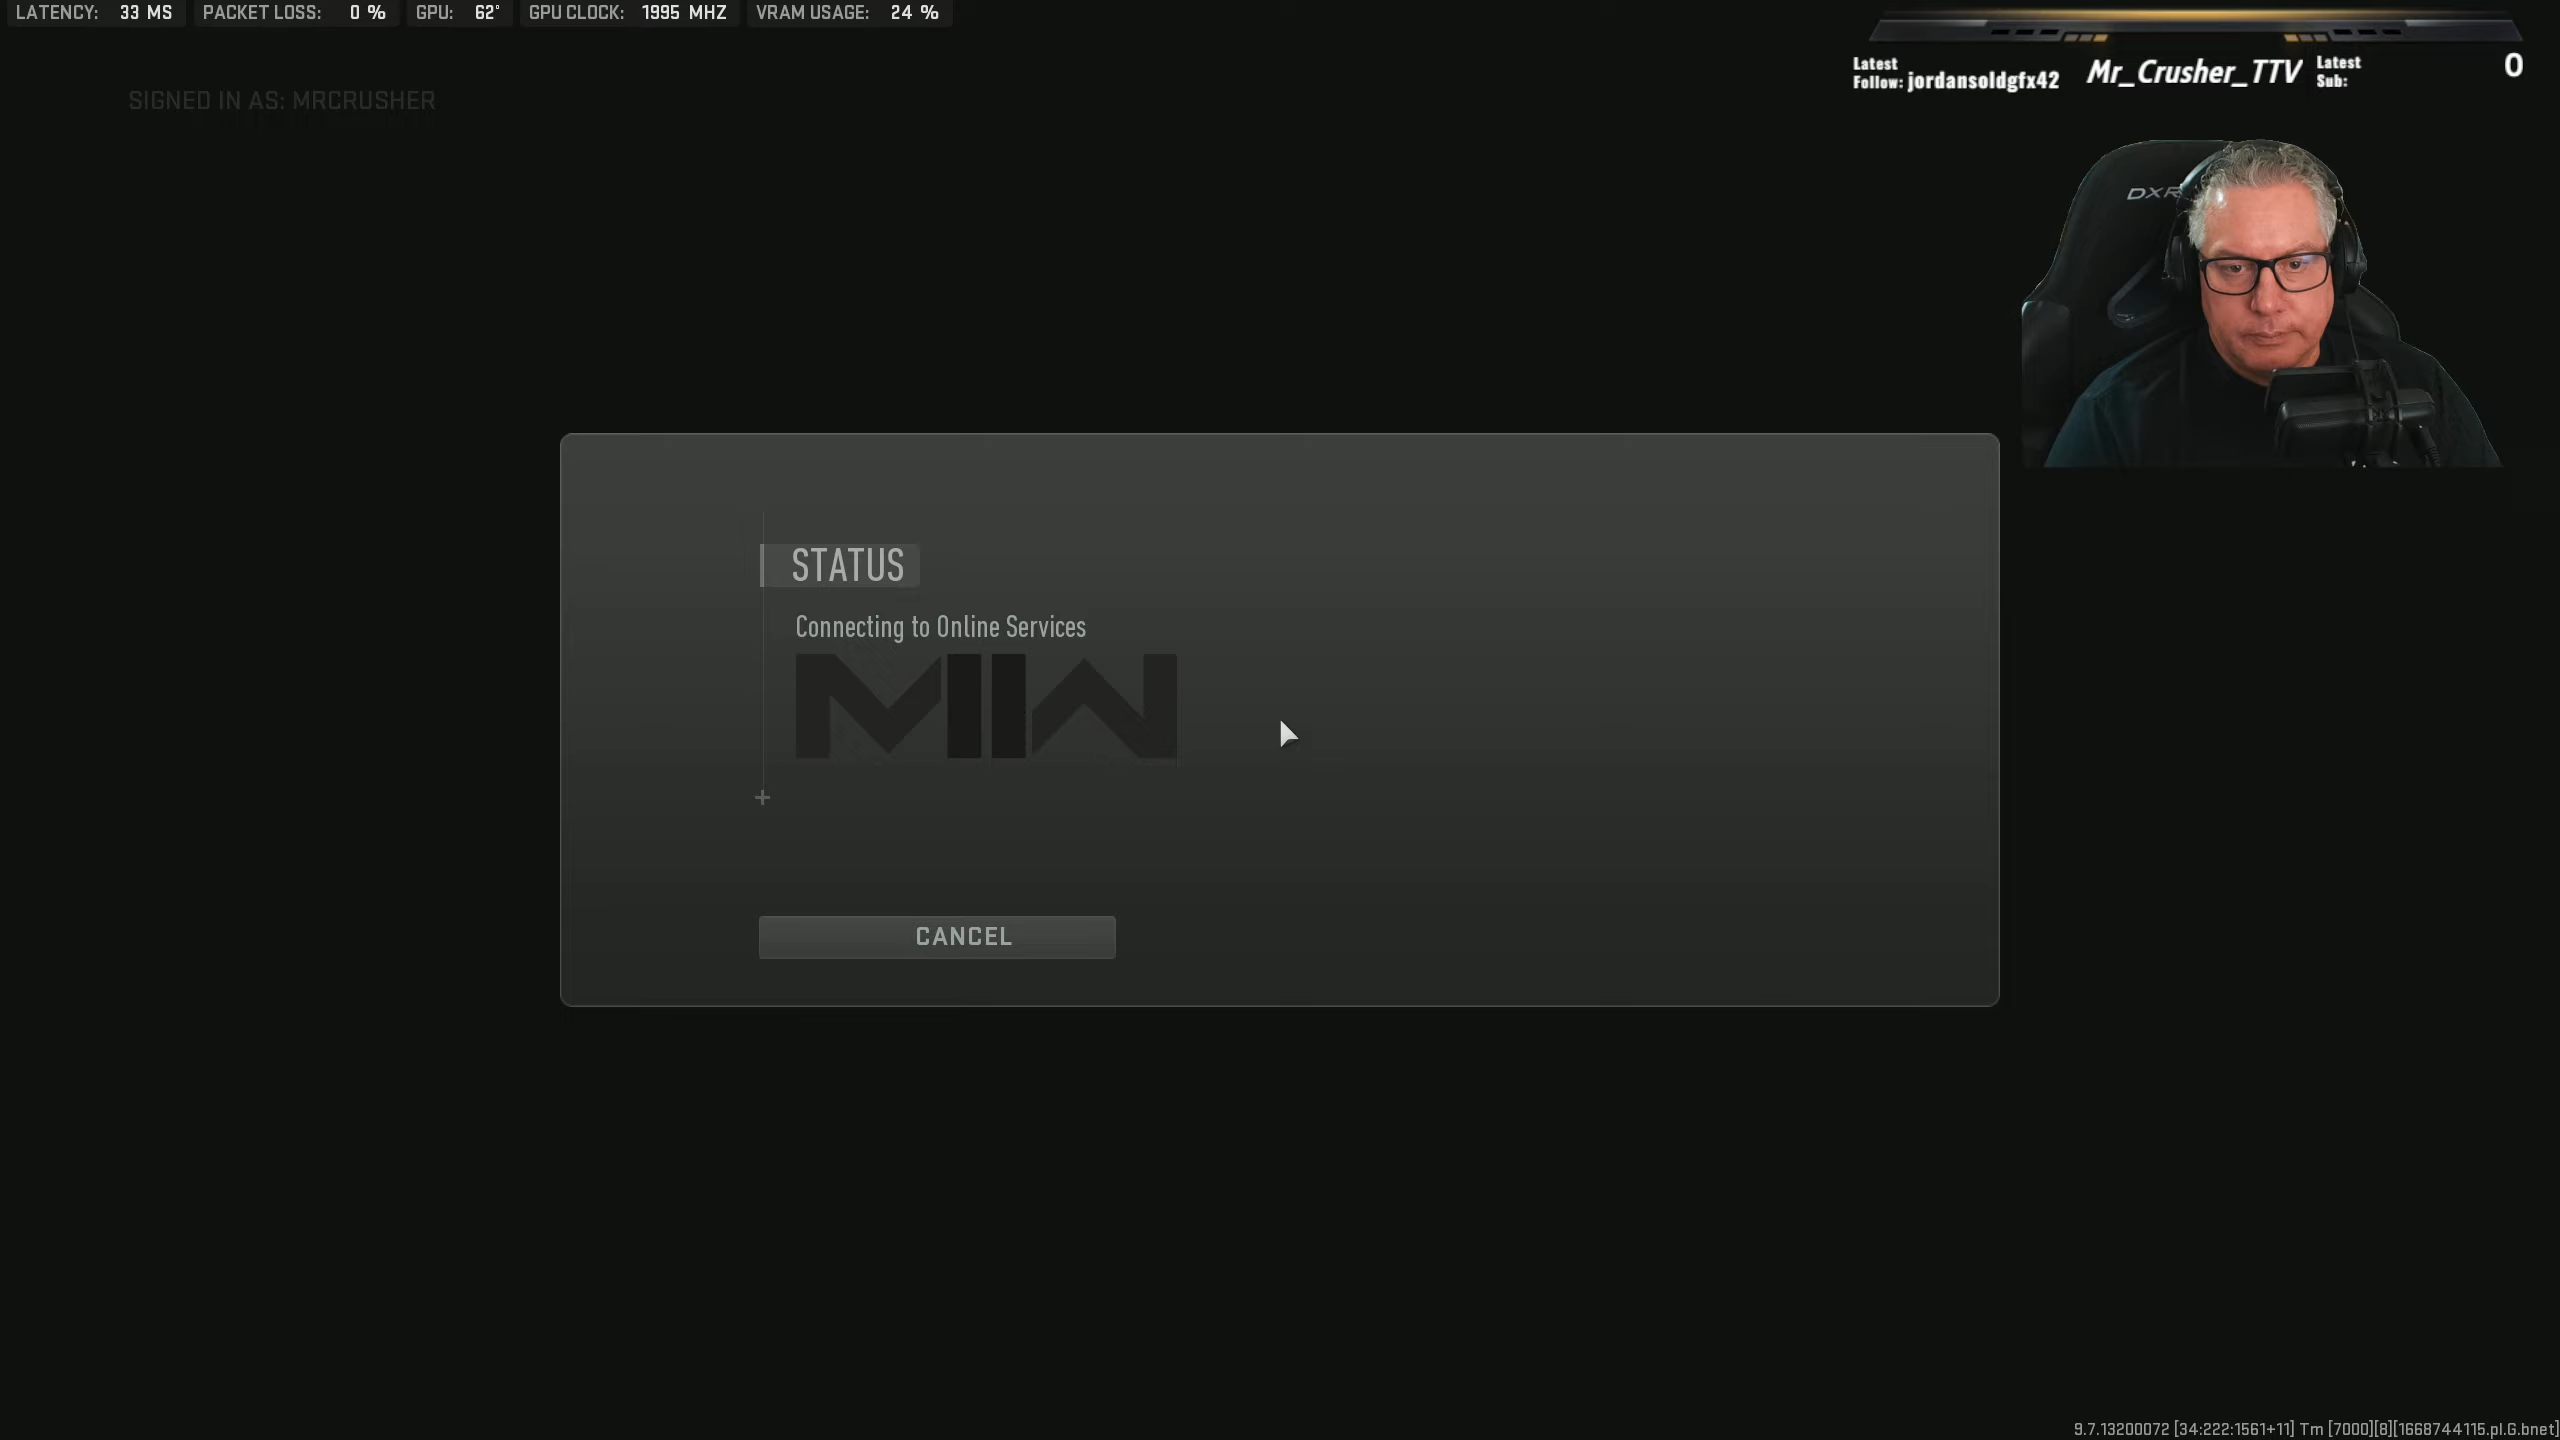 LATENCY: 33 MS PACKET LOSS: 0 % GPU: 62° GPU CLOCK: 1995 MHZ VRAM USAGE: 24 %
Latest
Follow: jordansoldgfx42 Mr_Crusher_TTV Latest
Sub: 0
SIGNED IN AS: MRCRUSHER
DXR
STATUS
Connecting to Online Services
MIIW
CANCEL
9.7.13200072 [34:222:1561+11] Tm [7000][8][1668744115.pl.G.bnet]